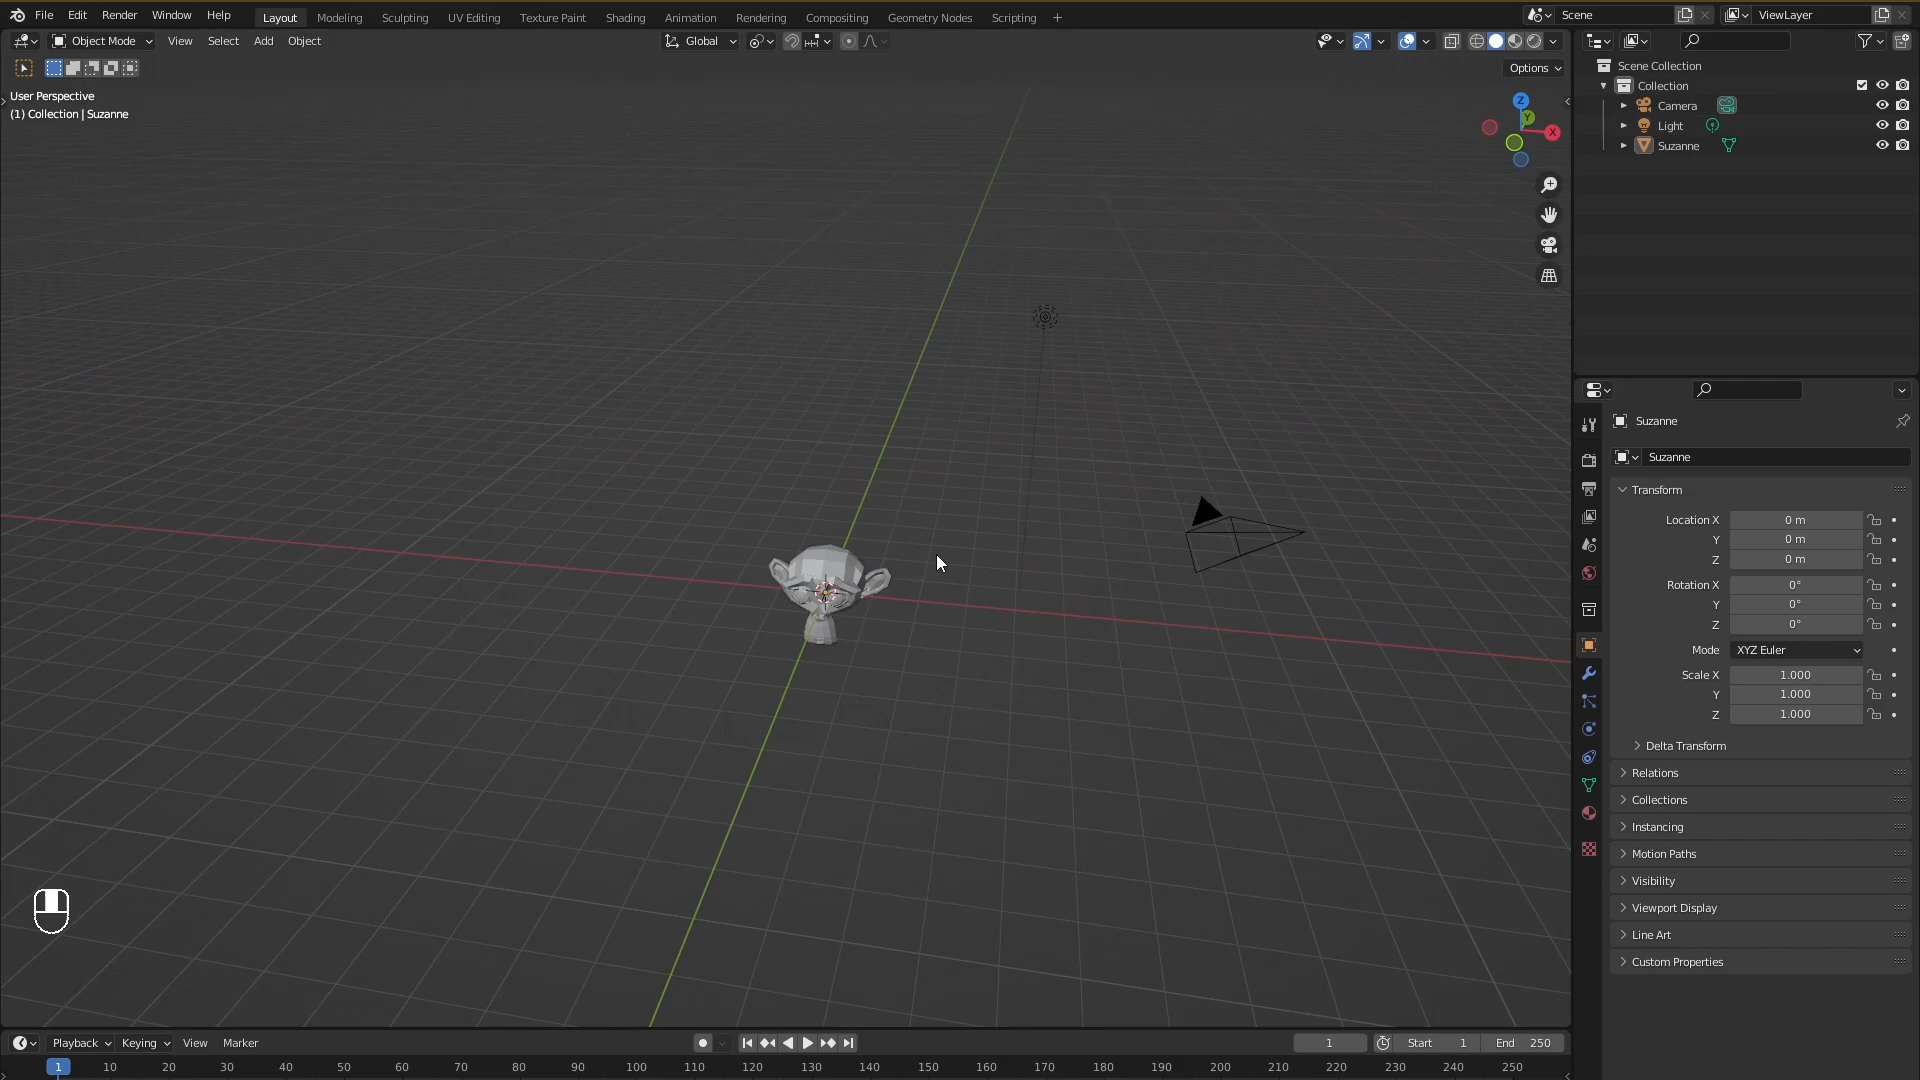 File Edit Render Window Help Layout Modeling Sculpting UV Editing Texture Paint Shading Animation Rendering Compositing Geometry Nodes Scripting + Scene ViewLayer
Object Mode View Select Add Object Global
Options
User Perspective
(1) Collection | Suzanne
Z
Y
X
Scene Collection
Collection
Camera
Light
Suzanne
Suzanne
Suzanne
Transform
Location X 0 m
Y 0 m
Z 0 m
Rotation X 0°
Y 0°
Z 0°
Mode XYZ Euler
Scale X 1.000
Y 1.000
Z 1.000
Delta Transform
Relations
Collections
Instancing
Motion Paths
Visibility
Viewport Display
Line Art
Custom Properties
Playback Keying View Marker 1 Start 1 End 250
1 10 20 30 40 50 60 70 80 90 100 110 120 130 140 150 160 170 180 190 200 210 220 230 240 250